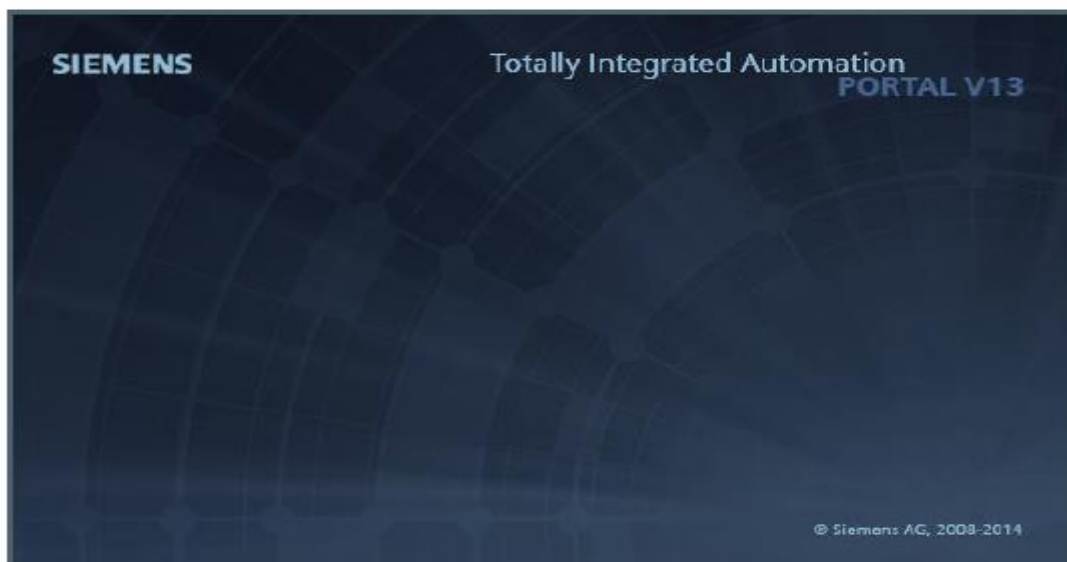 SIEMENS
Totally Integrated Automation
PORTAL V13
© Siemens AG, 2008-2014